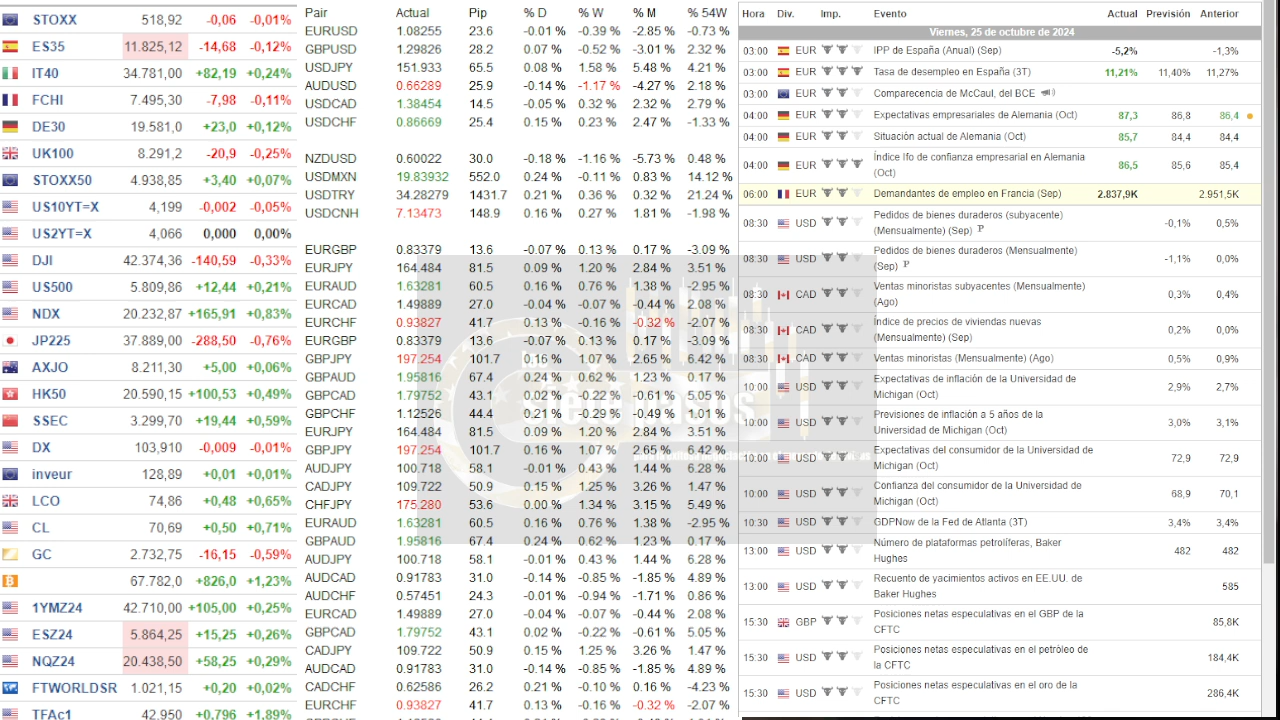 STOXX 518,92 -0,06 -0,01%
ES35 11.825,12 -14,68 -0,12%
IT40 34.781,00 +82,19 +0,24%
FCHI 7.495,30 -7,98 -0,11%
DE30 19.581,0 +23,0 +0,12%
UK100 8.291,2 -20,9 -0,25%
STOXX50 4.938,85 +3,40 +0,07%
US10YT=X 4,199 -0,002 -0,05%
US2YT=X 4,066 0,000 0,00%
DJI 42.374,36 -140,59 -0,33%
US500 5.809,86 +12,44 +0,21%
NDX 20.232,87 +165,91 +0,83%
JP225 37.889,00 -288,50 -0,76%
AXJO 8.211,30 +5,00 +0,06%
HK50 20.590,15 +100,53 +0,49%
SSEC 3.299,70 +19,44 +0,59%
DX 103,910 -0,009 -0,01%
inveur 128,89 +0,01 +0,01%
LCO 74,86 +0,48 +0,65%
CL 70,69 +0,50 +0,71%
GC 2.732,75 -16,15 -0,59%
67.782,0 +826,0 +1,23%
1YMZ24 42.710,00 +105,00 +0,25%
ESZ24 5.864,25 +15,25 +0,26%
NQZ24 20.438,50 +58,25 +0,29%
FTWORLDSR 1.021,15 +0,20 +0,02%
TFAc1 42.950 +0,796 +1,89%
Pair Actual Pip % D % W % M % 54W
EURUSD 1.08255 23.6 -0.01 % -0.39 % -2.85 % -0.73 %
GBPUSD 1.29826 28.2 0.07 % -0.52 % -3.01 % 2.32 %
USDJPY 151.933 65.5 0.08 % 1.58 % 5.48 % 4.21 %
AUDUSD 0.66289 25.9 -0.14 % -1.17 % -4.27 % 2.18 %
USDCAD 1.38454 14.5 -0.05 % 0.32 % 2.32 % 2.79 %
USDCHF 0.86669 25.4 0.15 % 0.23 % 2.47 % -1.33 %
NZDUSD 0.60022 30.0 -0.18 % -1.16 % -5.73 % 0.48 %
USDMXN 19.83932 552.0 0.24 % -0.11 % 0.83 % 14.12 %
USDTRY 34.28279 1431.7 0.21 % 0.36 % 0.32 % 21.24 %
USDCNH 7.13473 148.9 0.16 % 0.27 % 1.81 % -1.98 %
EURGBP 0.83379 13.6 -0.07 % 0.13 % 0.17 % -3.09 %
EURJPY 164.484 81.5 0.09 % 1.20 % 2.84 % 3.51 %
EURAUD 1.63281 60.5 0.16 % 0.76 % 1.38 % -2.95 %
EURCAD 1.49889 27.0 -0.04 % -0.07 % -0.44 % 2.08 %
EURCHF 0.93827 41.7 0.13 % -0.16 % -0.32 % -2.07 %
EURGBP 0.83379 13.6 -0.07 % 0.13 % 0.17 % -3.09 %
GBPJPY 197.254 101.7 0.16 % 1.07 % 2.65 % 6.42 %
GBPAUD 1.95816 67.4 0.24 % 0.62 % 1.23 % 0.17 %
GBPCAD 1.79752 43.1 0.02 % -0.22 % -0.61 % 5.05 %
GBPCHF 1.12526 44.4 0.21 % -0.29 % -0.49 % 1.01 %
EURJPY 164.484 81.5 0.09 % 1.20 % 2.84 % 3.51 %
GBPJPY 197.254 101.7 0.16 % 1.07 % 2.65 % 6.42 %
AUDJPY 100.718 58.1 -0.01 % 0.43 % 1.44 % 6.28 %
CADJPY 109.722 50.9 0.15 % 1.25 % 3.26 % 1.47 %
CHFJPY 175.280 53.6 0.00 % 1.34 % 3.15 % 5.49 %
EURAUD 1.63281 60.5 0.16 % 0.76 % 1.38 % -2.95 %
GBPAUD 1.95816 67.4 0.24 % 0.62 % 1.23 % 0.17 %
AUDJPY 100.718 58.1 -0.01 % 0.43 % 1.44 % 6.28 %
AUDCAD 0.91783 31.0 -0.14 % -0.85 % -1.85 % 4.89 %
AUDCHF 0.57451 24.3 -0.01 % -0.94 % -1.71 % 0.86 %
EURCAD 1.49889 27.0 -0.04 % -0.07 % -0.44 % 2.08 %
GBPCAD 1.79752 43.1 0.02 % -0.22 % -0.61 % 5.05 %
CADJPY 109.722 50.9 0.15 % 1.25 % 3.26 % 1.47 %
AUDCAD 0.91783 31.0 -0.14 % -0.85 % -1.85 % 4.89 %
CADCHF 0.62586 26.2 0.21 % -0.10 % 0.16 % -4.23 %
EURCHF 0.93827 41.7 0.13 % -0.16 % -0.32 % -2.07 %
siete pasos
Hora Div. Imp. Evento Actual Previsión Anterior
Viernes, 25 de octubre de 2024
03:00 EUR IPP de España (Anual) (Sep) -5,2% -1,3%
03:00 EUR Tasa de desempleo en España (3T) 11,21% 11,40% 11,27%
03:00 EUR Comparecencia de McCaul, del BCE
04:00 EUR Expectativas empresariales de Alemania (Oct) 87,3 86,8 86,4
04:00 EUR Situación actual de Alemania (Oct) 85,7 84,4 84,4
04:00 EUR Índice Ifo de confianza empresarial en Alemania
(Oct) 86,5 85,6 85,4
06:00 EUR Demandantes de empleo en Francia (Sep) 2.837,9K 2.951,5K
08:30 USD Pedidos de bienes duraderos (subyacente)
(Mensualmente) (Sep) P -0,1% 0,5%
08:30 USD Pedidos de bienes duraderos (Mensualmente)
(Sep) P -1,1% 0,0%
08:30 CAD Ventas minoristas subyacentes (Mensualmente)
(Ago) 0,3% 0,4%
08:30 CAD Índice de precios de viviendas nuevas
(Mensualmente) (Sep) 0,2% 0,0%
08:30 CAD Ventas minoristas (Mensualmente) (Ago) 0,5% 0,9%
10:00 USD Expectativas de inflación de la Universidad de
Michigan (Oct) 2,9% 2,7%
10:00 USD Previsiones de inflación a 5 años de la
Universidad de Michigan (Oct) 3,0% 3,1%
10:00 USD Expectativas del consumidor de la Universidad de
Michigan (Oct) 72,9 72,9
10:00 USD Confianza del consumidor de la Universidad de
Michigan (Oct) 68,9 70,1
10:30 USD GDPNow de la Fed de Atlanta (3T) 3,4% 3,4%
13:00 USD Número de plataformas petrolíferas, Baker
Hughes 482 482
13:00 USD Recuento de yacimientos activos en EE.UU. de
Baker Hughes 585
15:30 GBP Posiciones netas especulativas en el GBP de la
CFTC 85,8K
15:30 USD Posiciones netas especulativas en el petróleo de
la CFTC 184,4K
15:30 USD Posiciones netas especulativas en el oro de la
CFTC 286,4K